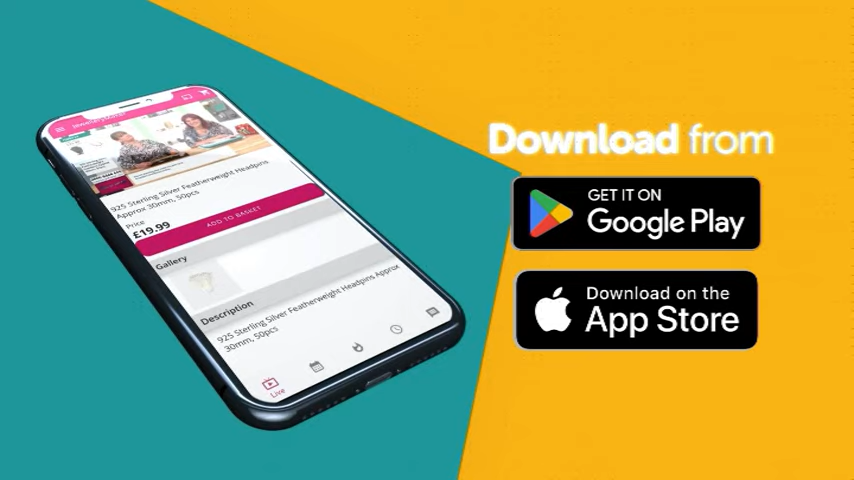 JewelleryMaker
925 Sterling Silver Featherweight Headpins
Approx 30mm, 50pcs
Price
£19.99
ADD TO BASKET
Gallery
Description
925 Sterling Silver Featherweight Headpins Approx
30mm, 50pcs
Live
Download from
GET IT ON
Google Play
Download on the
App Store